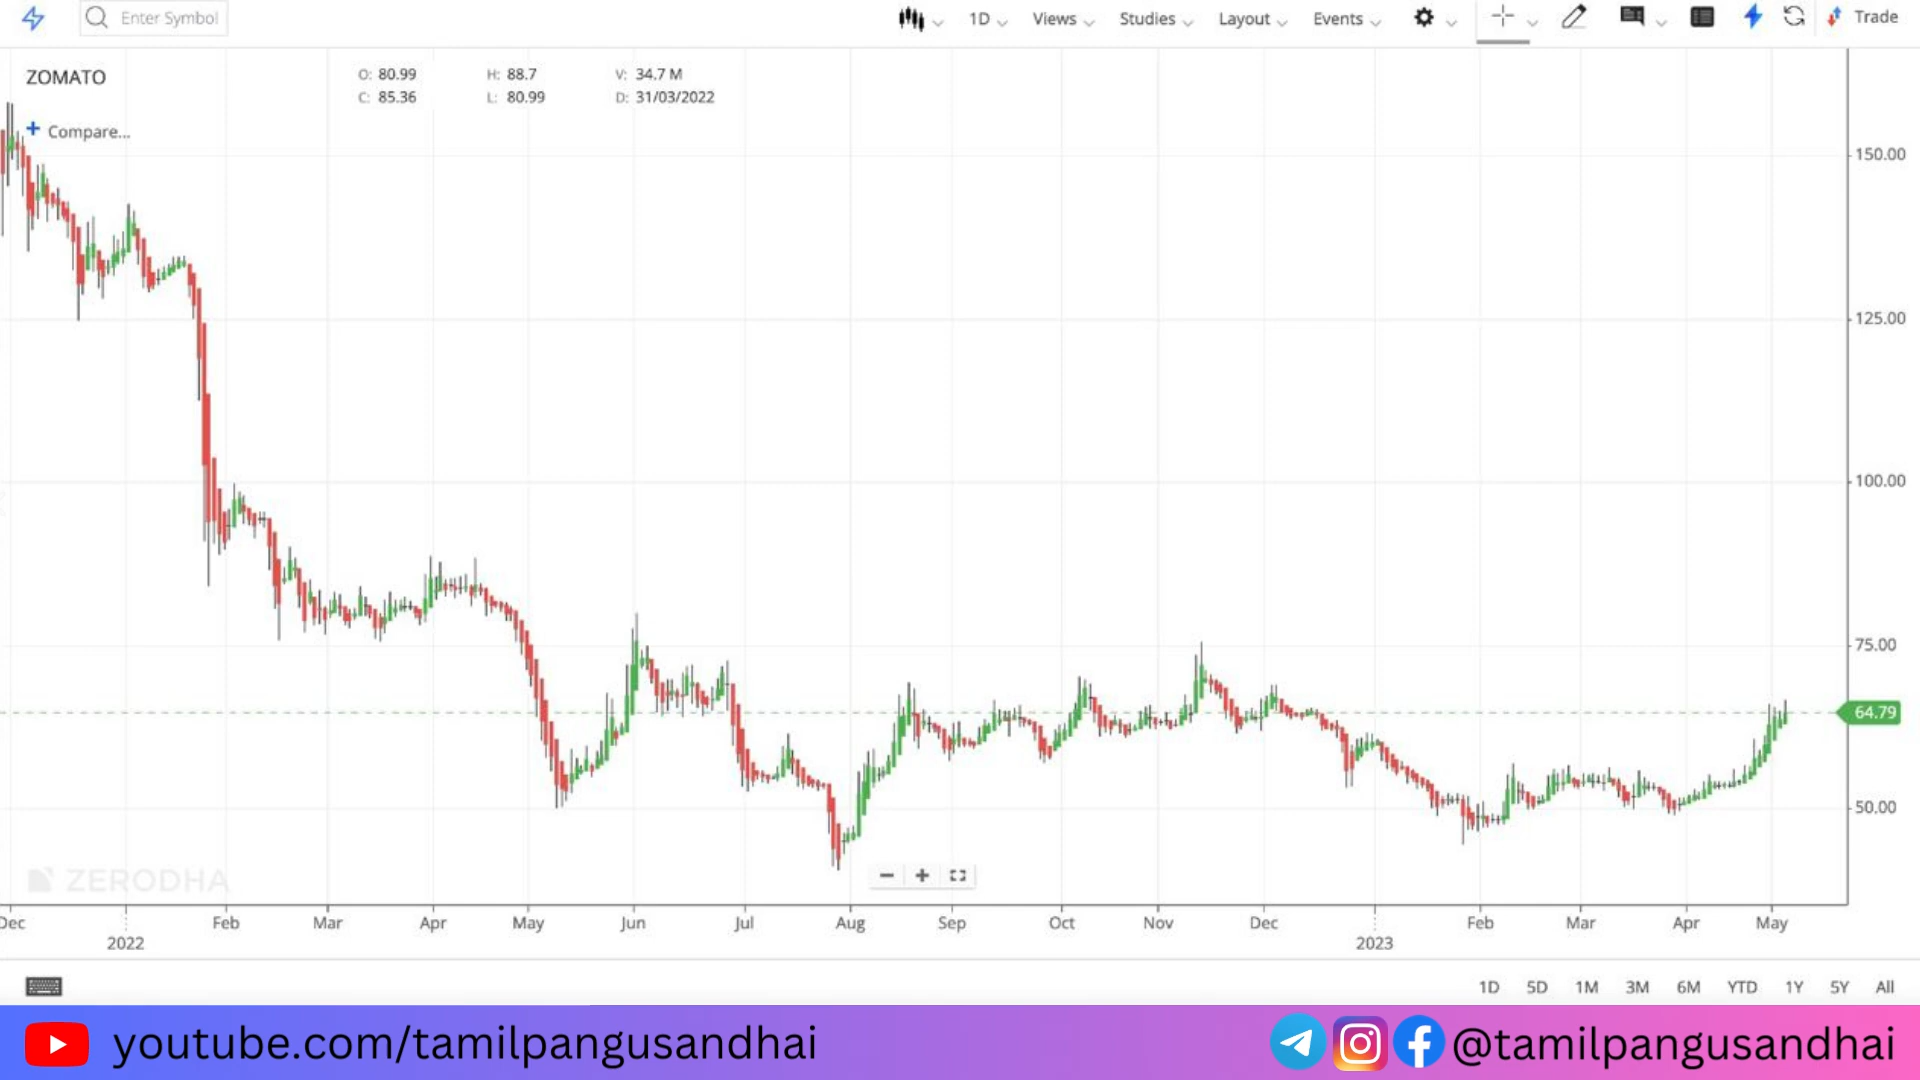 Enter Symbol 1D Views Studies Layout Events Trade
ZOMATO
O: 80.99 H: 88.7 V: 34.7 M
C: 85.36 L: 80.99 D: 31/03/2022
+ Compare...
150.00
125.00
100.00
75.00
64.79
50.00
ZERODHA
Dec Feb Mar Apr May Jun Jul Aug Sep Oct Nov Dec Feb Mar Apr May
2022 2023
1D 5D 1M 3M 6M YTD 1Y 5Y All
youtube.com/tamilpangusandhai @tamilpangusandhai